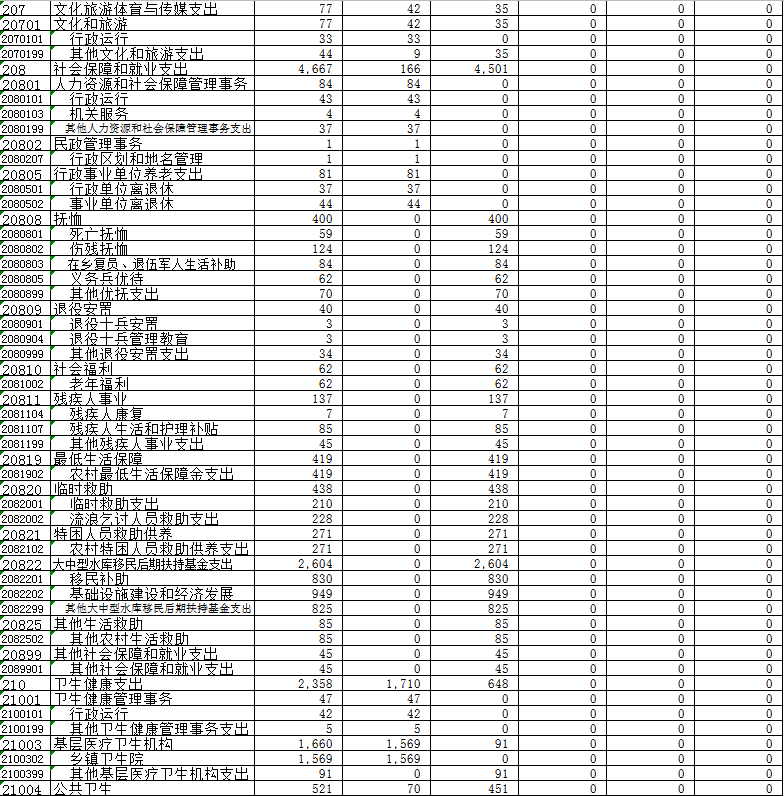 207 文化旅游体育与传媒支出 77 42 35 0 0 0
20701 文化和旅游 77 42 35 0 0 0
2070101 行政运行 33 33 0 0 0 0
2070199 其他文化和旅游支出 44 9 35 0 0 0
208 社会保障和就业支出 4,667 166 4,501 0 0 0
20801 人力资源和社会保障管理事务 84 84 0 0 0 0
2080101 行政运行 43 43 0 0 0 0
2080103 机关服务 4 4 0 0 0 0
2080199 其他人力资源和社会保障管理事务支出 37 37 0 0 0 0
20802 民政管理事务 1 1 0 0 0 0
2080207 行政区划和地名管理 1 1 0 0 0 0
20805 行政事业单位养老支出 81 81 0 0 0 0
2080501 行政单位离退休 37 37 0 0 0 0
2080502 事业单位离退休 44 44 0 0 0 0
20808 抚恤 400 0 400 0 0 0
2080801 死亡抚恤 59 0 59 0 0 0
2080802 伤残抚恤 124 0 124 0 0 0
2080803 在乡复员、退伍军人生活补助 84 0 84 0 0 0
2080805 义务兵优待 62 0 62 0 0 0
2080899 其他优抚支出 70 0 70 0 0 0
20809 退役安置 40 0 40 0 0 0
2080901 退役士兵安置 3 0 3 0 0 0
2080904 退役士兵管理教育 3 0 3 0 0 0
2080999 其他退役安置支出 34 0 34 0 0 0
20810 社会福利 62 0 62 0 0 0
2081002 老年福利 62 0 62 0 0 0
20811 残疾人事业 137 0 137 0 0 0
2081104 残疾人康复 7 0 7 0 0 0
2081107 残疾人生活和护理补贴 85 0 85 0 0 0
2081199 其他残疾人事业支出 45 0 45 0 0 0
20819 最低生活保障 419 0 419 0 0 0
2081902 农村最低生活保障金支出 419 0 419 0 0 0
20820 临时救助 438 0 438 0 0 0
2082001 临时救助支出 210 0 210 0 0 0
2082002 流浪乞讨人员救助支出 228 0 228 0 0 0
20821 特困人员救助供养 271 0 271 0 0 0
2082102 农村特困人员救助供养支出 271 0 271 0 0 0
20822 大中型水库移民后期扶持基金支出 2,604 0 2,604 0 0 0
2082201 移民补助 830 0 830 0 0 0
2082202 基础设施建设和经济发展 949 0 949 0 0 0
2082299 其他大中型水库移民后期扶持基金支出 825 0 825 0 0 0
20825 其他生活救助 85 0 85 0 0 0
2082502 其他农村生活救助 85 0 85 0 0 0
20899 其他社会保障和就业支出 45 0 45 0 0 0
2089901 其他社会保障和就业支出 45 0 45 0 0 0
210 卫生健康支出 2,358 1,710 648 0 0 0
21001 卫生健康管理事务 47 47 0 0 0 0
2100101 行政运行 42 42 0 0 0 0
2100199 其他卫生健康管理事务支出 5 5 0 0 0 0
21003 基层医疗卫生机构 1,660 1,569 91 0 0 0
2100302 乡镇卫生院 1,569 1,569 0 0 0 0
2100399 其他基层医疗卫生机构支出 91 0 91 0 0 0
21004 公共卫生 521 70 451 0 0 0